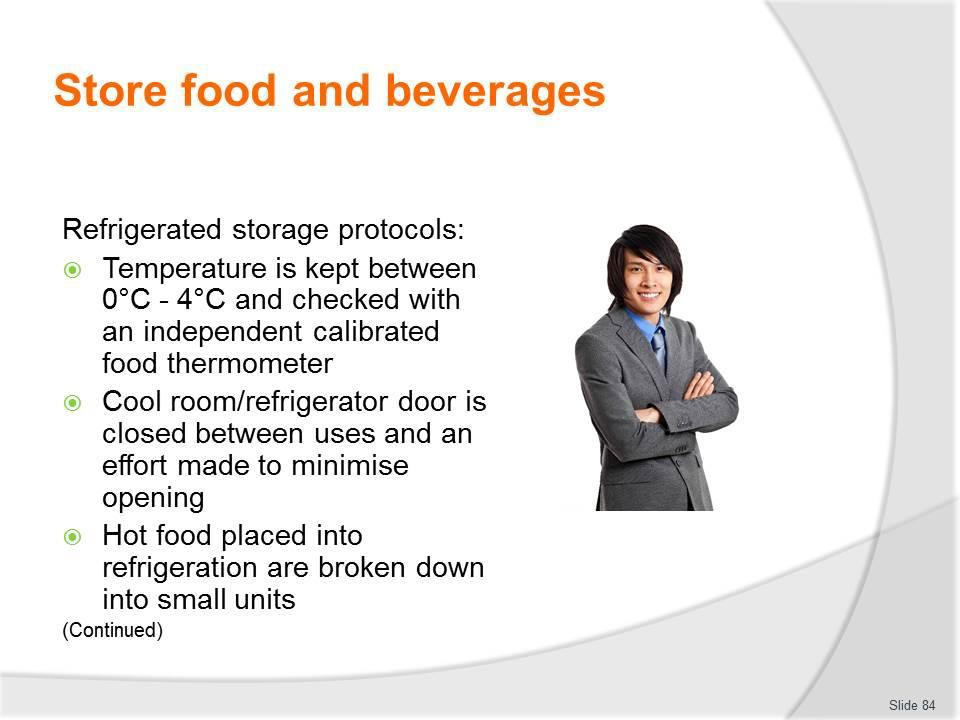 Store food and beverages
Refrigerated storage protocols:
Temperature is kept between
0°C - 4°C and checked with
an independent calibrated
food thermometer
Cool room/refrigerator door is
closed between uses and an
effort made to minimise
opening
Hot food placed into
refrigeration are broken down
into small units
(Continued)
Slide 84